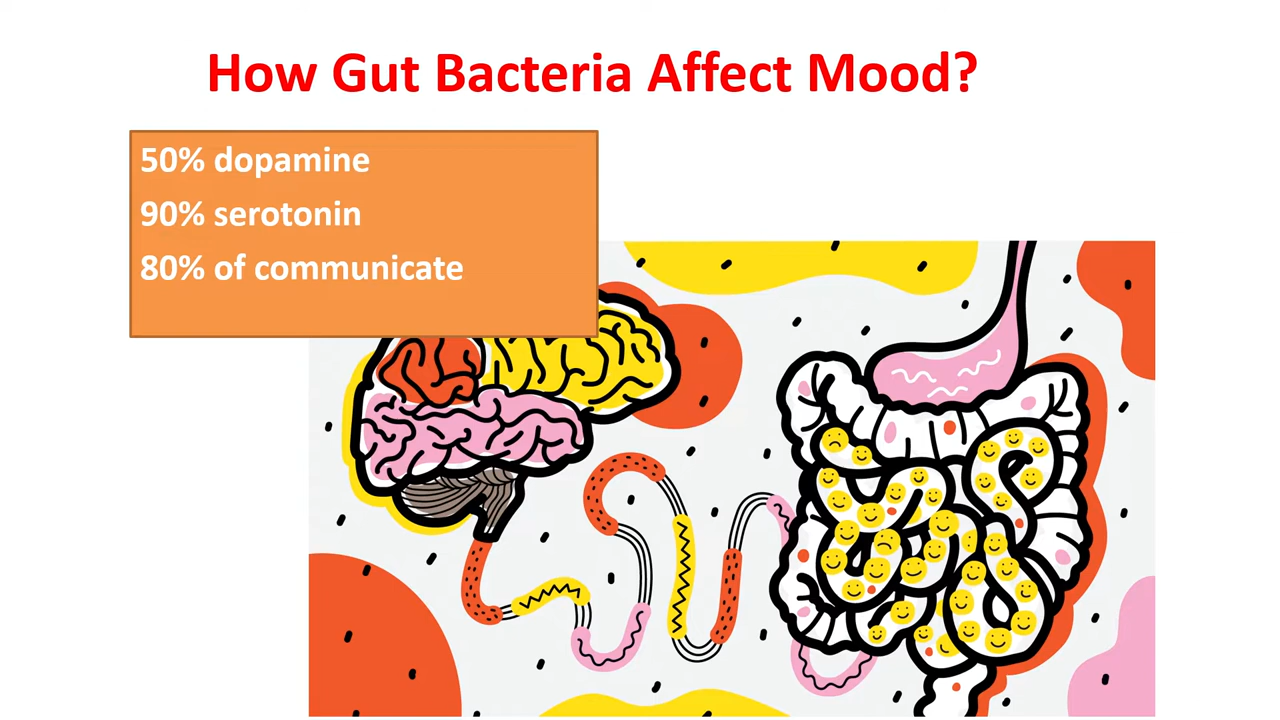 How Gut Bacteria Affect Mood?
50% dopamine
90% serotonin
80% of communicate